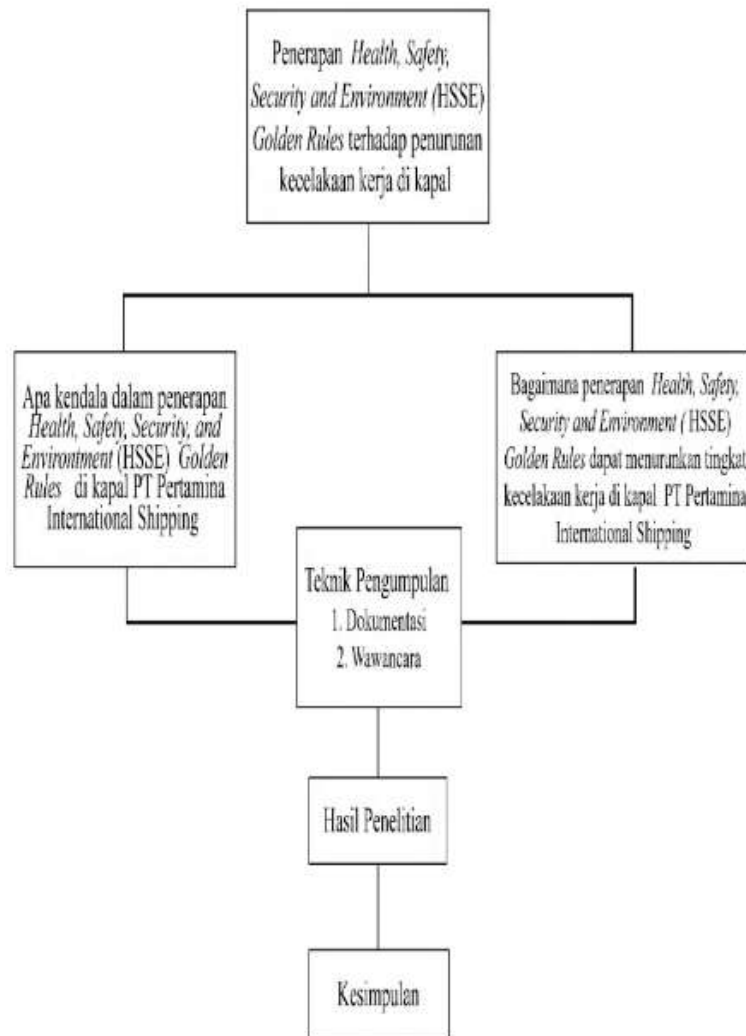 Penerapan Health, Safety,
Security and Environment (HSSE)
Golden Rules terhadap penurunan
kecelakaan kerja di kapal
Apa kendala dalam penerapan
Health, Safety, Security, and
Environtment (HSSE) Golden
Rules di kapal PT Pertamina
International Shipping
Bagaimana penerapan Health, Safety,
Security and Environment ( HSSE)
Golden Rules dapat menurunkan tingkat
kecelakaan kerja di kapal PT Pertamina
International Shipping
Teknik Pengumpulan
1. Dokumentasi
2. Wawancara
Hasil Penelitian
Kesimpulan